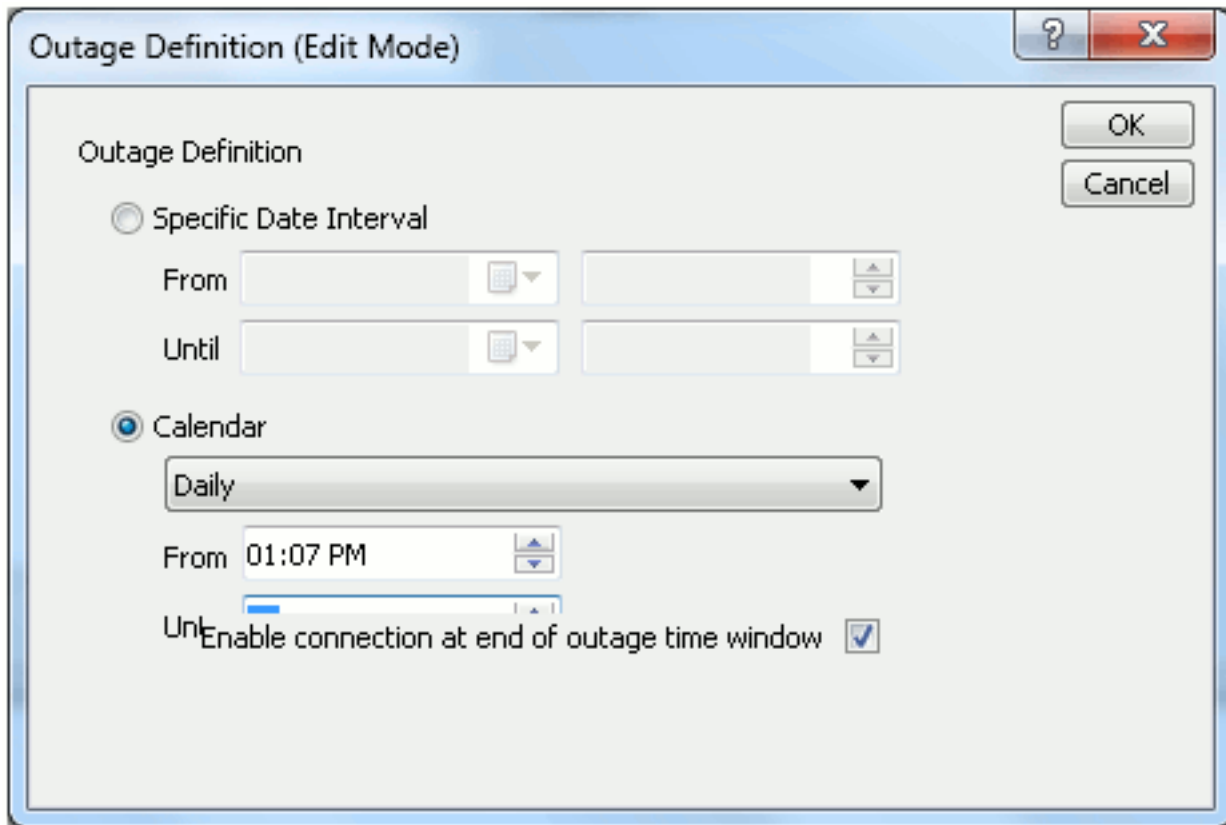 Outage Definition (Edit Mode)
?
X
OK
Outage Definition
Cancel
Specific Date Interval
From
Until
Calendar
Daily
From 01:07 PM
Enable connection at end of outage time window